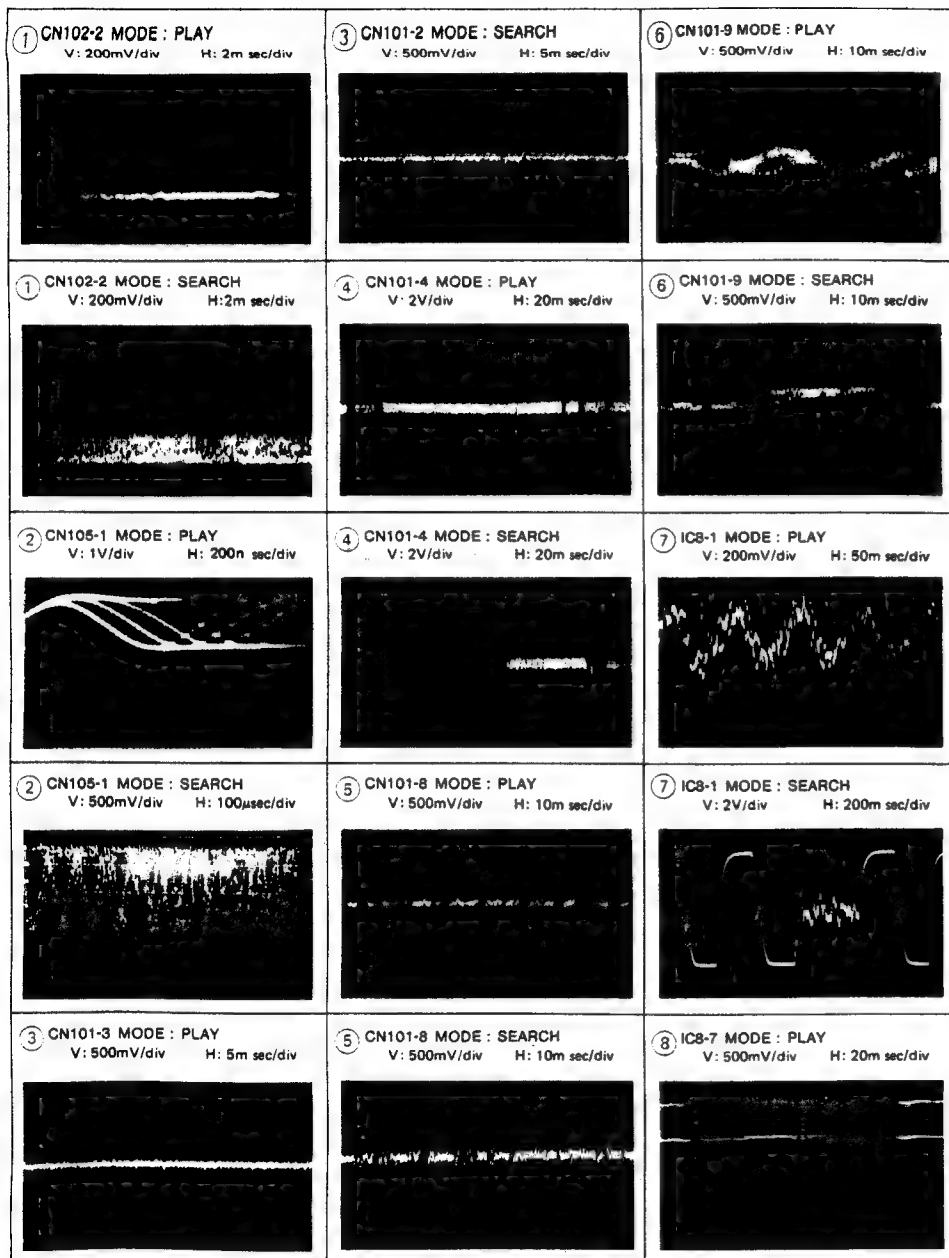 ① CN102-2 MODE : PLAY
V: 200mV/div H: 2m sec/div
① CN102-2 MODE : SEARCH
V: 200mV/div H:2m sec/div
② CN105-1 MODE : PLAY
V: 1V/div H: 200n sec/div
② CN105-1 MODE : SEARCH
V: 500mV/div H: 100μsec/div
③ CN101-3 MODE : PLAY
V: 500mV/div H: 5m sec/div
③ CN101-2 MODE : SEARCH
V: 500mV/div H: 5m sec/div
④ CN101-4 MODE : PLAY
V: 2V/div H: 20m sec/div
④ CN101-4 MODE : SEARCH
V: 2V/div H: 20m sec/div
⑤ CN101-8 MODE : PLAY
V: 500mV/div H: 10m sec/div
⑤ CN101-8 MODE : SEARCH
V: 500mV/div H: 10m sec/div
⑥ CN101-9 MODE : PLAY
V: 500mV/div H: 10m sec/div
⑥ CN101-9 MODE : SEARCH
V: 500mV/div H: 10m sec/div
⑦ IC8-1 MODE : PLAY
V: 200mV/div H: 50m sec/div
⑦ IC8-1 MODE : SEARCH
V: 2V/div H: 200m sec/div
⑧ IC8-7 MODE : PLAY
V: 500mV/div H: 20m sec/div